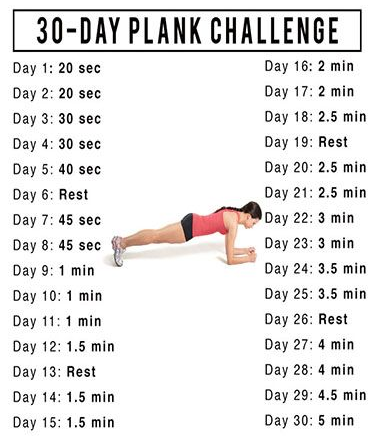 30-DAY PLANK CHALLENGE
Day 1: 20 sec
Day 2: 20 sec
Day 3: 30 sec
Day 4: 30 sec
Day 5: 40 sec
Day 6: Rest
Day 7: 45 sec
Day 8: 45 sec
Day 9: 1 min
Day 10: 1 min
Day 11: 1 min
Day 12: 1.5 min
Day 13: Rest
Day 14: 1.5 min
Day 15: 1.5 min
Day 16: 2 min
Day 17: 2 min
Day 18: 2.5 min
Day 19: Rest
Day 20: 2.5 min
Day 21: 2.5 min
Day 22: 3 min
Day 23: 3 min
Day 24: 3.5 min
Day 25: 3.5 min
Day 26: Rest
Day 27: 4 min
Day 28: 4 min
Day 29: 4.5 min
Day 30: 5 min